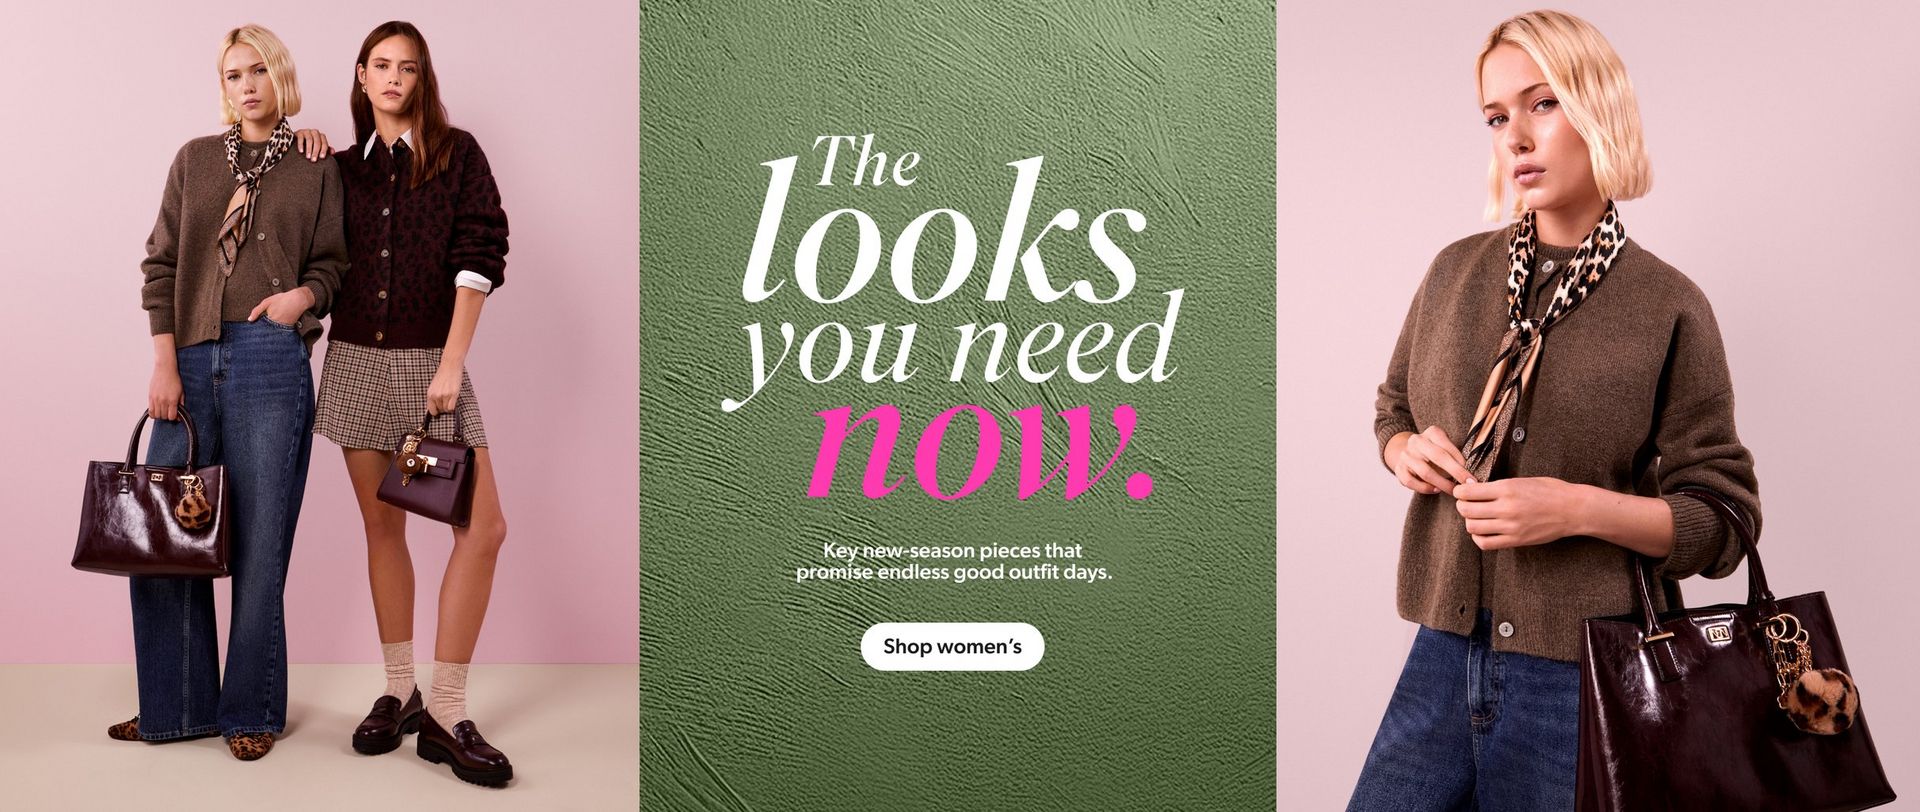 The
looks
you need
now.
Key new-season pieces that
promise endless good outfit days.
Shop women's